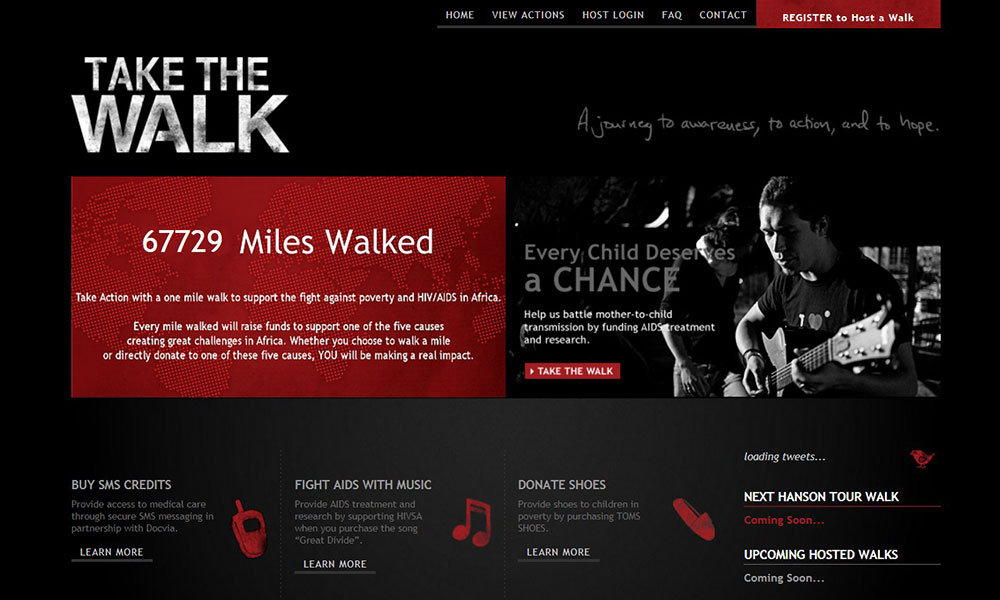 HOME VIEW ACTIONS HOST LOGIN FAQ CONTACT REGISTER to Host a Walk
TAKE THE
WALK
A journey to awareness, to action, and to hope.
67729 Miles Walked
Take Action with a one mile walk to support the fight against poverty and HIV/AIDS in Africa.
Every mile walked will raise funds to support one of the five causes
creating great challenges in Africa. Whether you choose to walk a mile
or directly donate to one of these five causes, YOU will be making a real impact.
Every Child Deserves
a CHANCE
Help us battle mother-to-child
transmission by funding AIDS treatment
and research.
TAKE THE WALK
BUY SMS CREDITS
Provide access to medical care
through secure SMS messaging in
partnership with Docvia.
LEARN MORE
FIGHT AIDS WITH MUSIC
Provide AIDS treatment and
research by supporting HIVSA
when you purchase the song
“Great Divide”.
LEARN MORE
DONATE SHOES
Provide shoes to children in
poverty by purchasing TOMS
SHOES.
LEARN MORE
loading tweets...
NEXT HANSON TOUR WALK
Coming Soon...
UPCOMING HOSTED WALKS
Coming Soon...